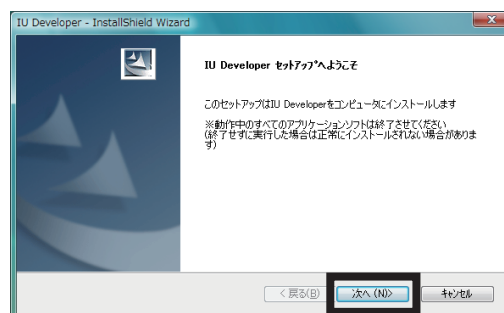 IU Developer - InstallShield Wizard
IU Developer ｾｯﾄｱｯﾌﾟへようこそ
このセットアップはIU Developerをコンピュータにインストールします
※動作中のすべてのアプリケーションソフトは終了させてください
(終了せずに実行した場合は正常にインストールされない場合がありま
す)
< 戻る(B)
次へ (N)>
ｷｬﾝｾﾙ